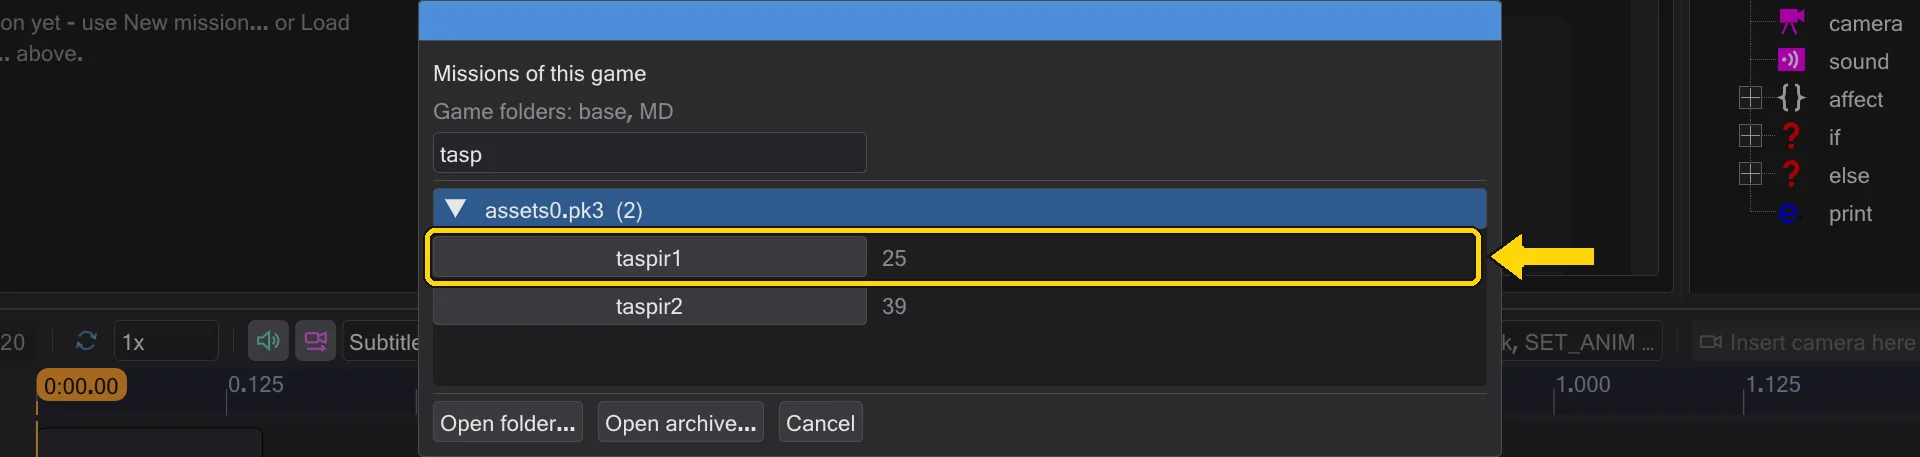 on yet - use New mission... or Load
.. above.
Missions of this game
Game folders: base, MD
tasp
assets0.pk3 (2)
taspir1 25
taspir2 39
Open folder... Open archive... Cancel
camera
sound
affect
if
else
print
20 1x Subtitle
k, SET_ANIM ... Insert camera here
0:00.00 0.125 1.000 1.125